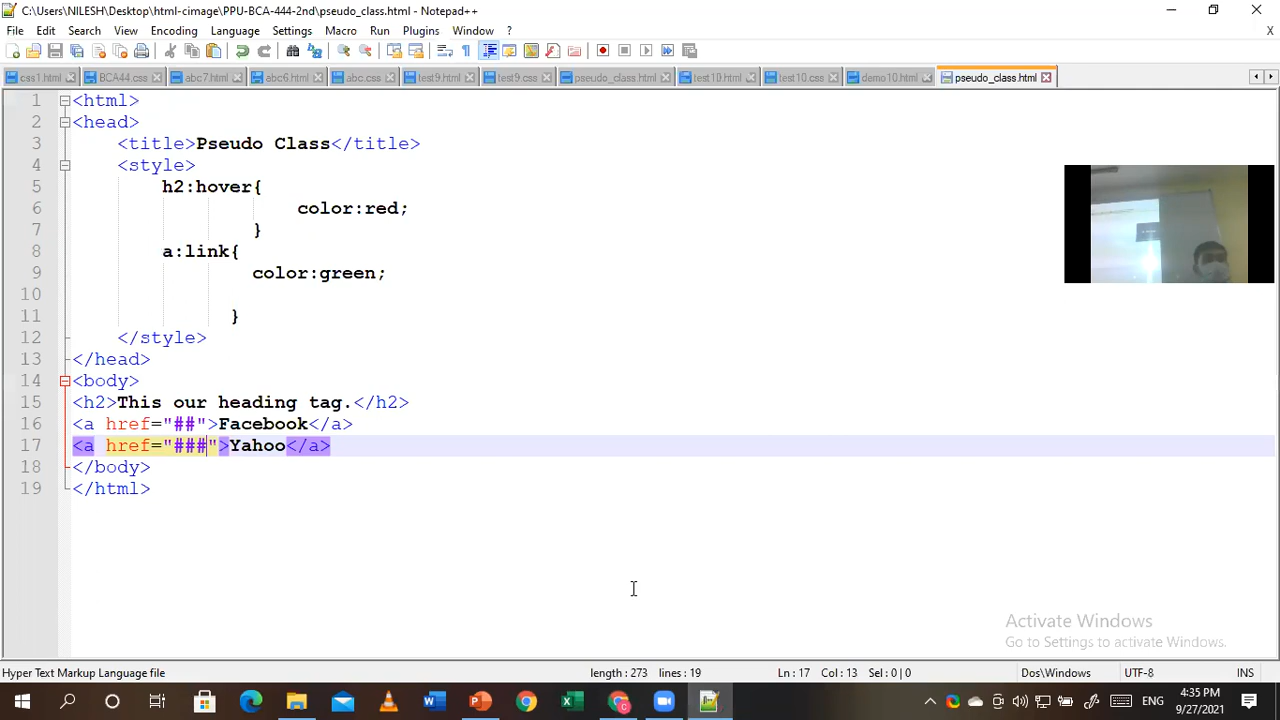 C:\Users\NILESH\Desktop\html-cimage\PPU-BCA-444-2nd\pseudo_class.html - Notepad++
File Edit Search View Encoding Language Settings Macro Run Plugins Window ? X
css1.html BCA44.css abc7.html abc6.html abc.css test9.html test9.css pseudo_class.html test10.html test10.css demo10.html pseudo_class.html
1 <html>
2 <head>
3 <title>Pseudo Class</title>
4 <style>
5 h2:hover{
6 color:red;
7 }
8 a:link{
9 color:green;
10
11 }
12 </style>
13 </head>
14 <body>
15 <h2>This our heading tag.</h2>
16 <a href="##">Facebook</a>
17 <a href="###">Yahoo</a>
18 </body>
19 </html>
Activate Windows
Go to Settings to activate Windows.
Hyper Text Markup Language file length : 273 lines : 19 Ln : 17 Col : 13 Sel : 0 | 0 Dos\Windows UTF-8 INS
ENG
4:35 PM
9/27/2021